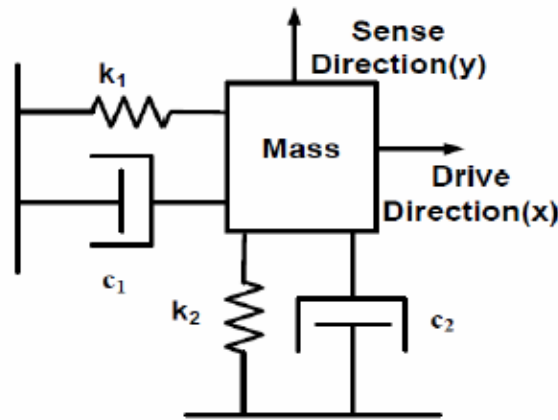 Sense
Direction(y)
k₁
Mass
Drive
Direction(x)
c₁
k₂
c₂